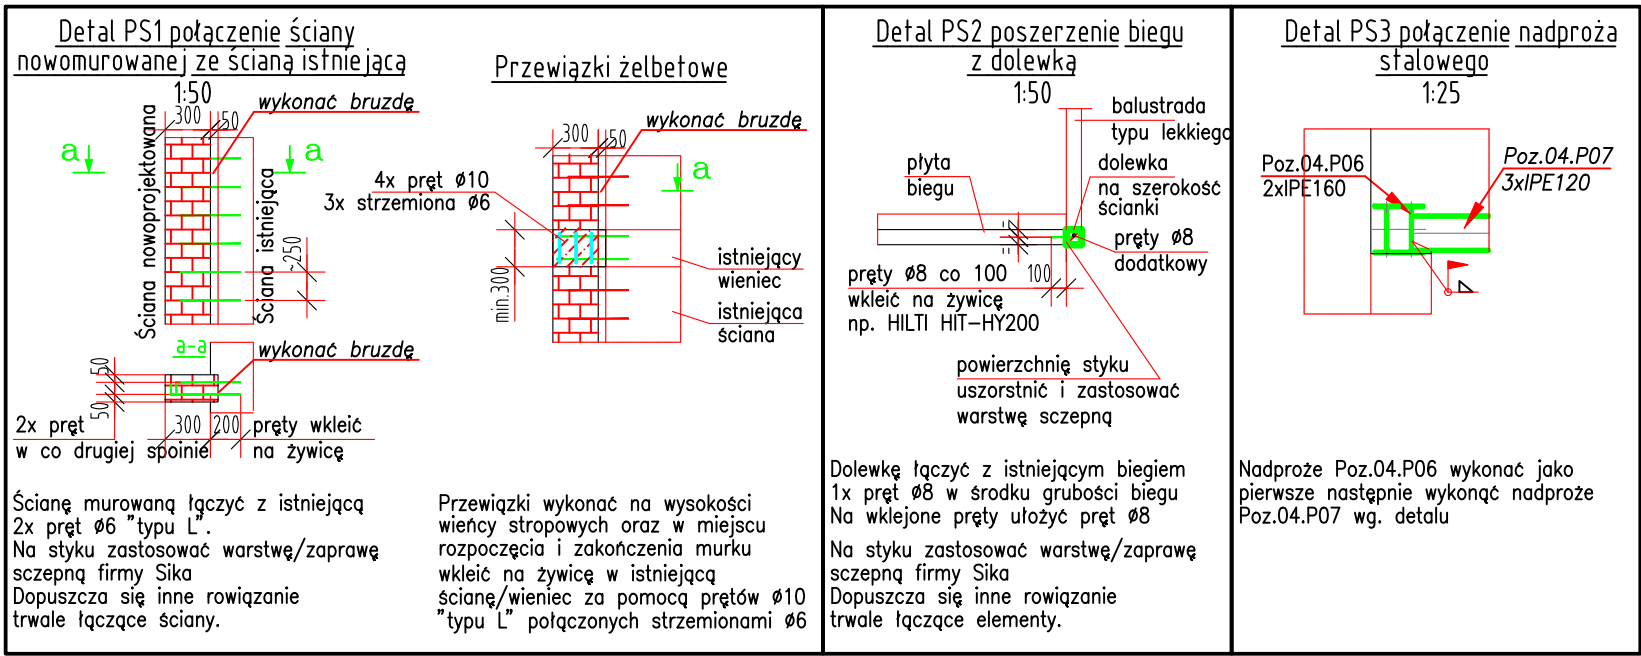 Detal PS1 połączenie ściany
nowomurowanej ze ścianą istniejącą
1:50
wykonać bruzdę
300
50
a
a
Ściana nowoprojektowana
Ściana istniejąca
~250
a-a
wykonać bruzdę
50
50
300
200
2x pręt
w co drugiej spoinie
pręty wkleić
na żywicę
Ścianę murowaną łączyć z istniejącą
2x pręt Ø6 "typu L".
Na styku zastosować warstwę/zaprawę
sczepną firmy Sika
Dopuszcza się inne rowiązanie
trwale łączące ściany.
Przewiązki żelbetowe
wykonać bruzdę
300
50
a
4x pręt Ø10
3x strzemiona Ø6
min.300
istniejący
wieniec
istniejąca
ściana
Przewiązki wykonać na wysokości
wieńcy stropowych oraz w miejscu
rozpoczęcia i zakończenia murku
wkleić na żywicę w istniejącą
ścianę/wieniec za pomocą prętów Ø10
"typu L" połączonych strzemionami Ø6
Detal PS2 poszerzenie biegu
z dolewką
1:50
balustrada
typu lekkiego
płyta
biegu
dolewka
na szerokość
ścianki
pręty Ø8
dodatkowy
pręty Ø8 co 100
wkleić na żywicę
np. HILTI HIT-HY200
100
powierzchnię styku
uszorstnić i zastosować
warstwę sczepną
Dolewkę łączyć z istniejącym biegiem
1x pręt Ø8 w środku grubości biegu
Na wklejone pręty ułożyć pręt Ø8
Na styku zastosować warstwę/zaprawę
sczepną firmy Sika
Dopuszcza się inne rowiązanie
trwale łączące elementy.
Detal PS3 połączenie nadproża
stalowego
1:25
Poz.04.P06
2xIPE160
Poz.04.P07
3xIPE120
Nadproże Poz.04.P06 wykonać jako
pierwsze następnie wykonąć nadproże
Poz.04.P07 wg. detalu